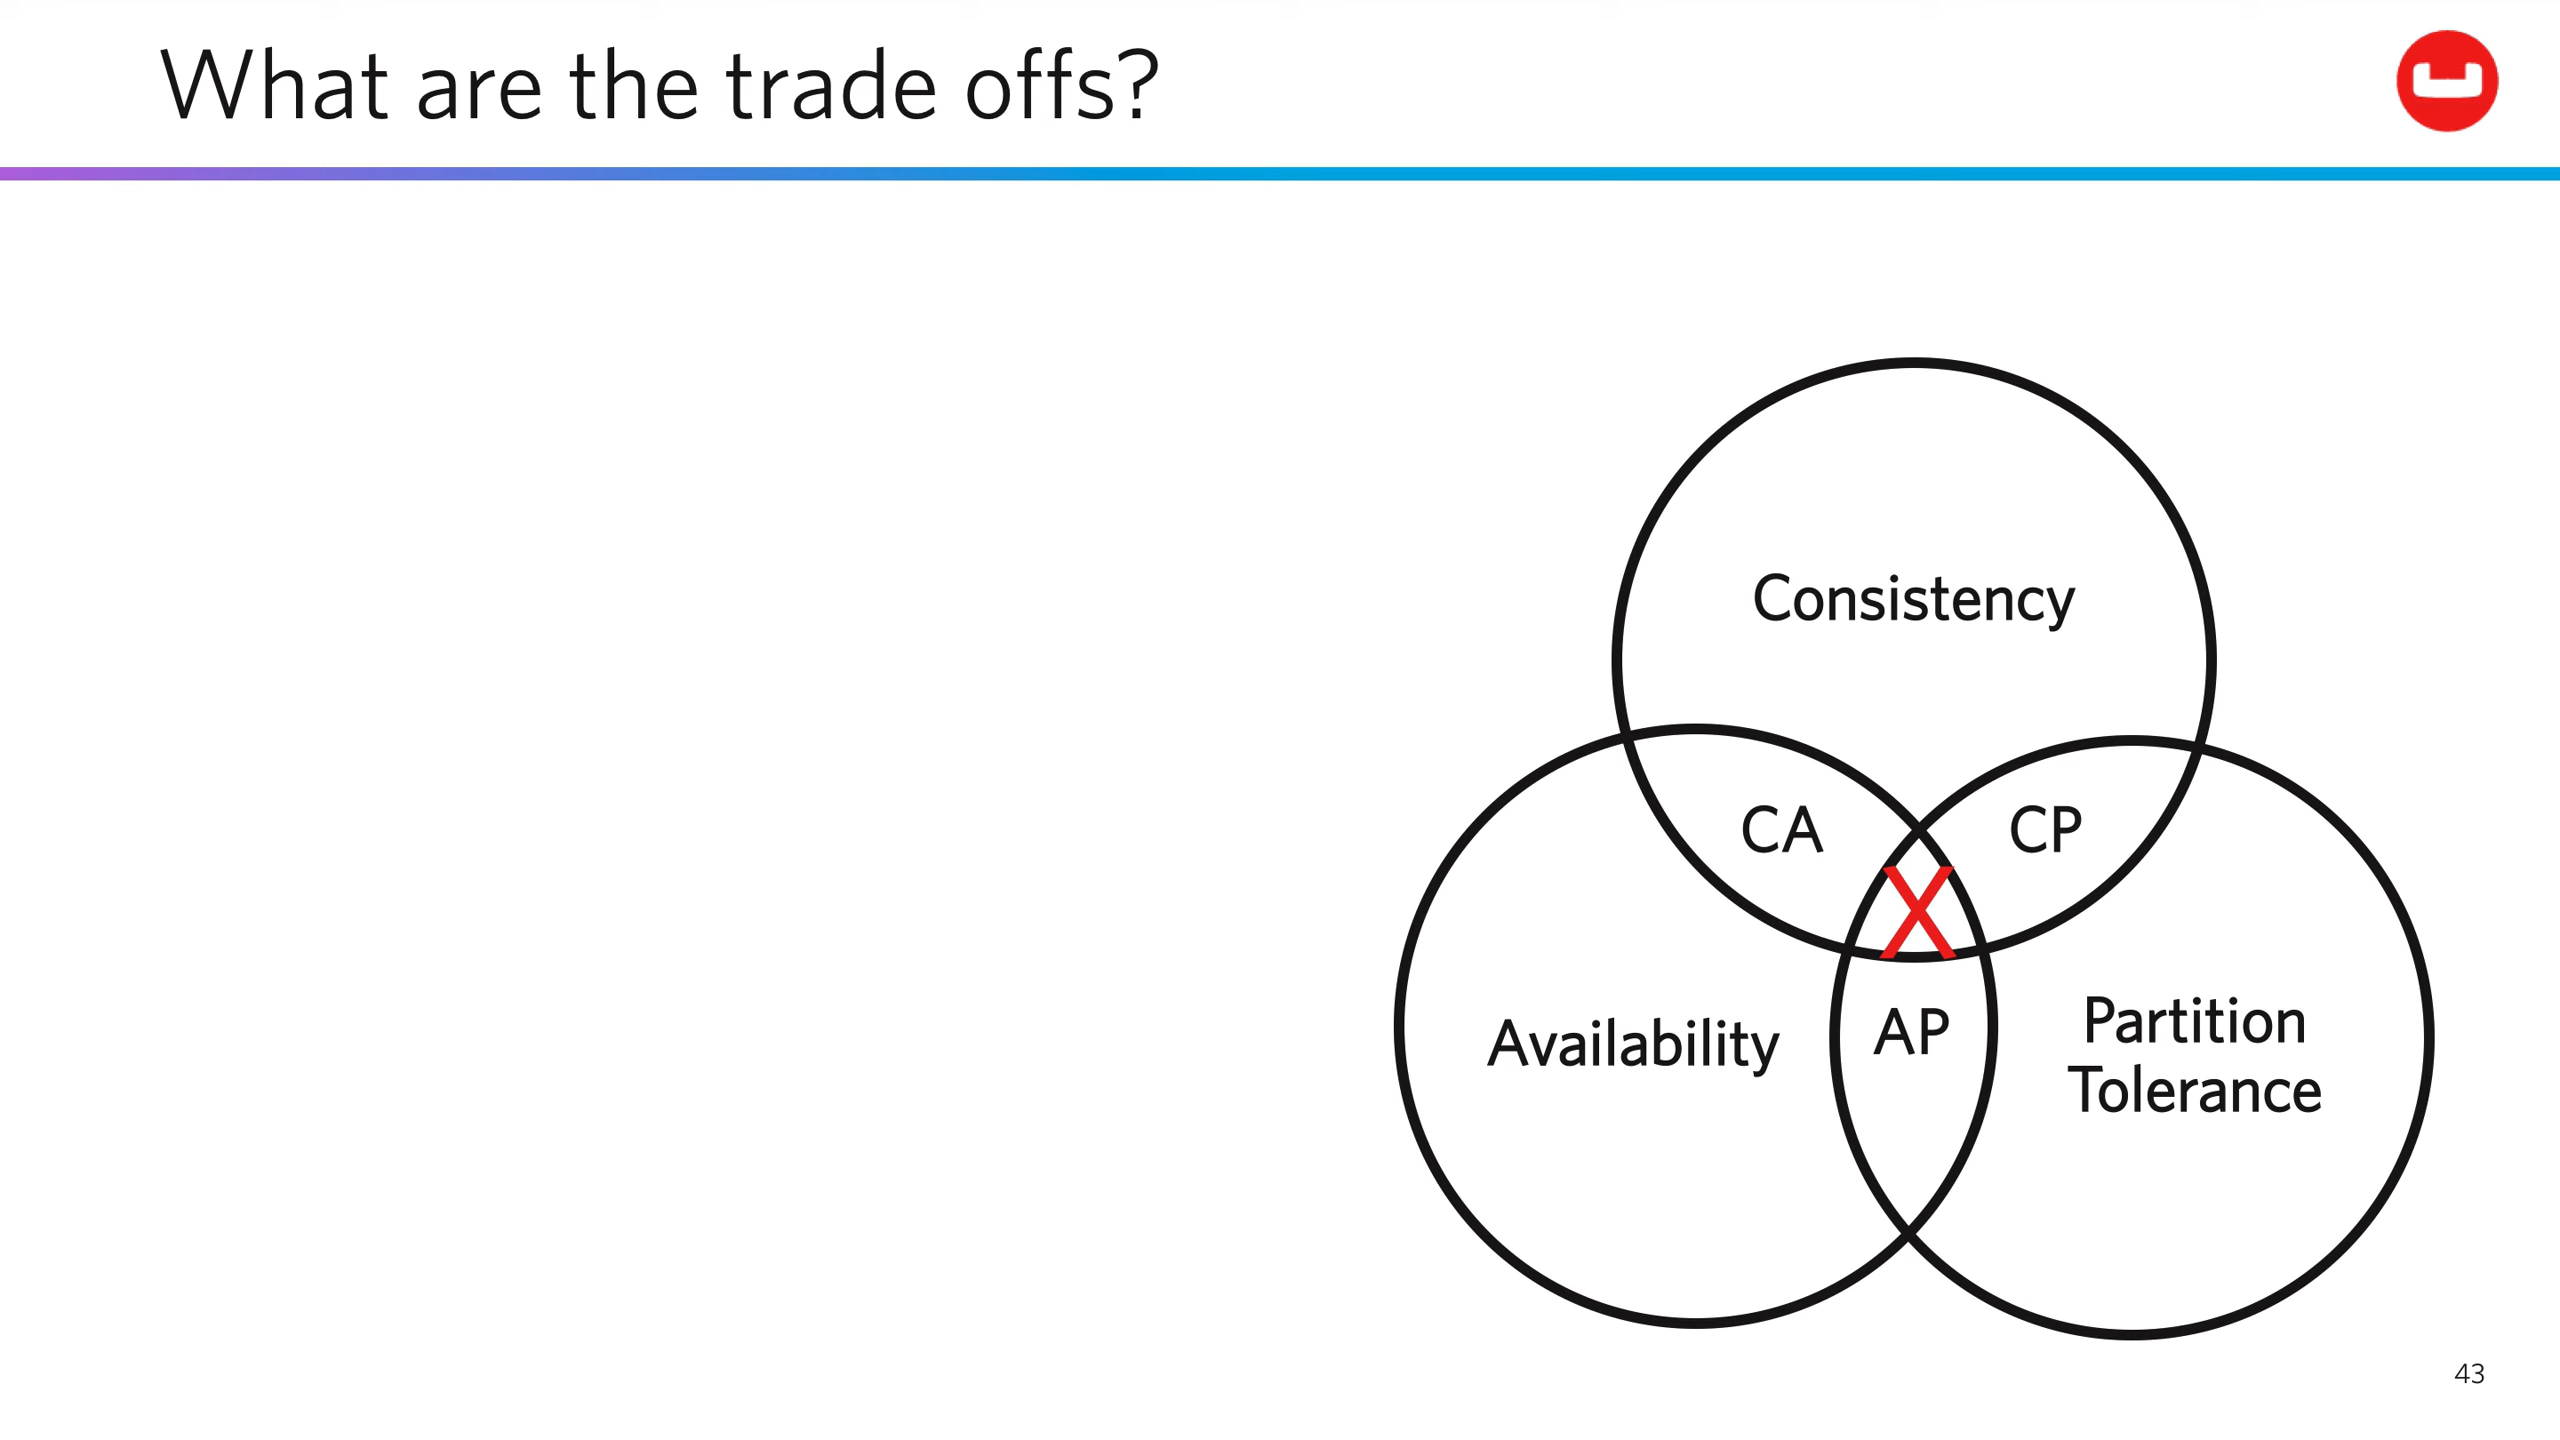 What are the trade offs?
Consistency
CA
CP
X
Availability
AP
Partition
Tolerance
43